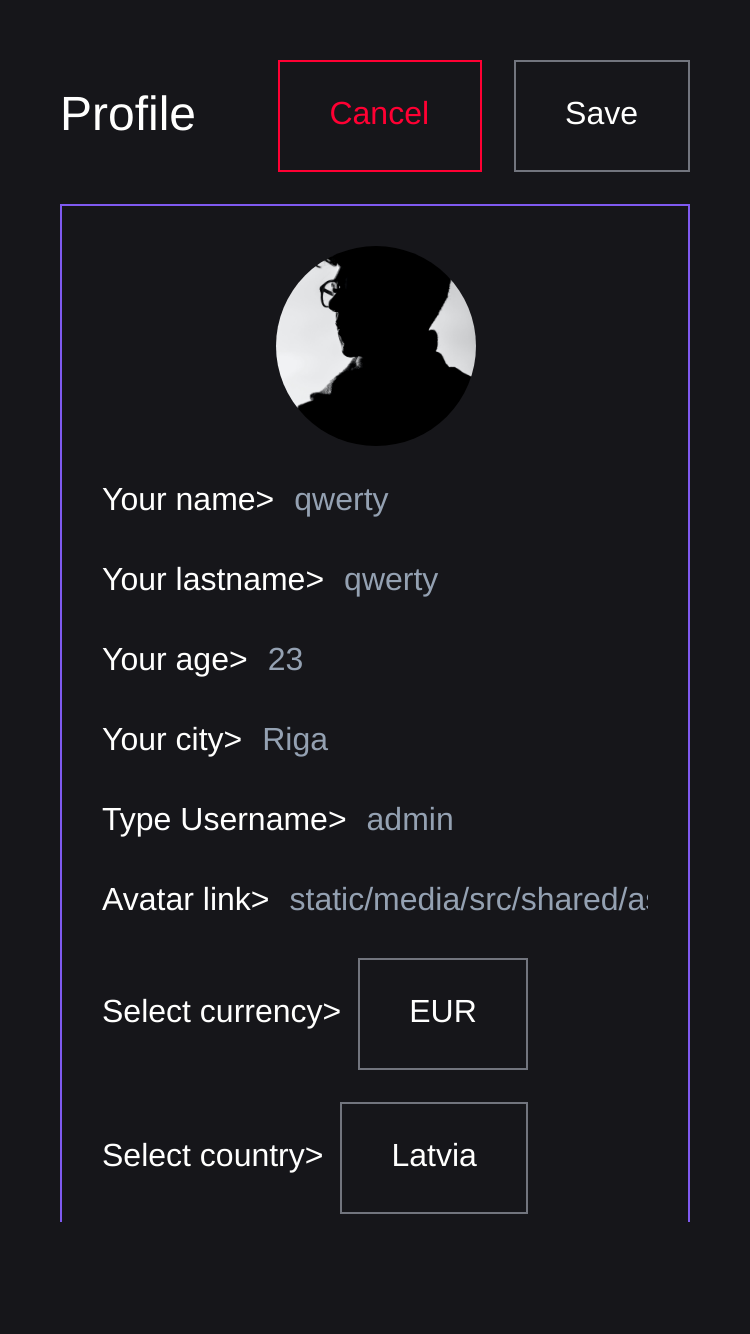 Profile Cancel Save
Your name> qwerty
Your lastname> qwerty
Your age> 23
Your city> Riga
Type Username> admin
Avatar link> static/media/src/shared/as
Select currency> EUR
Select country> Latvia